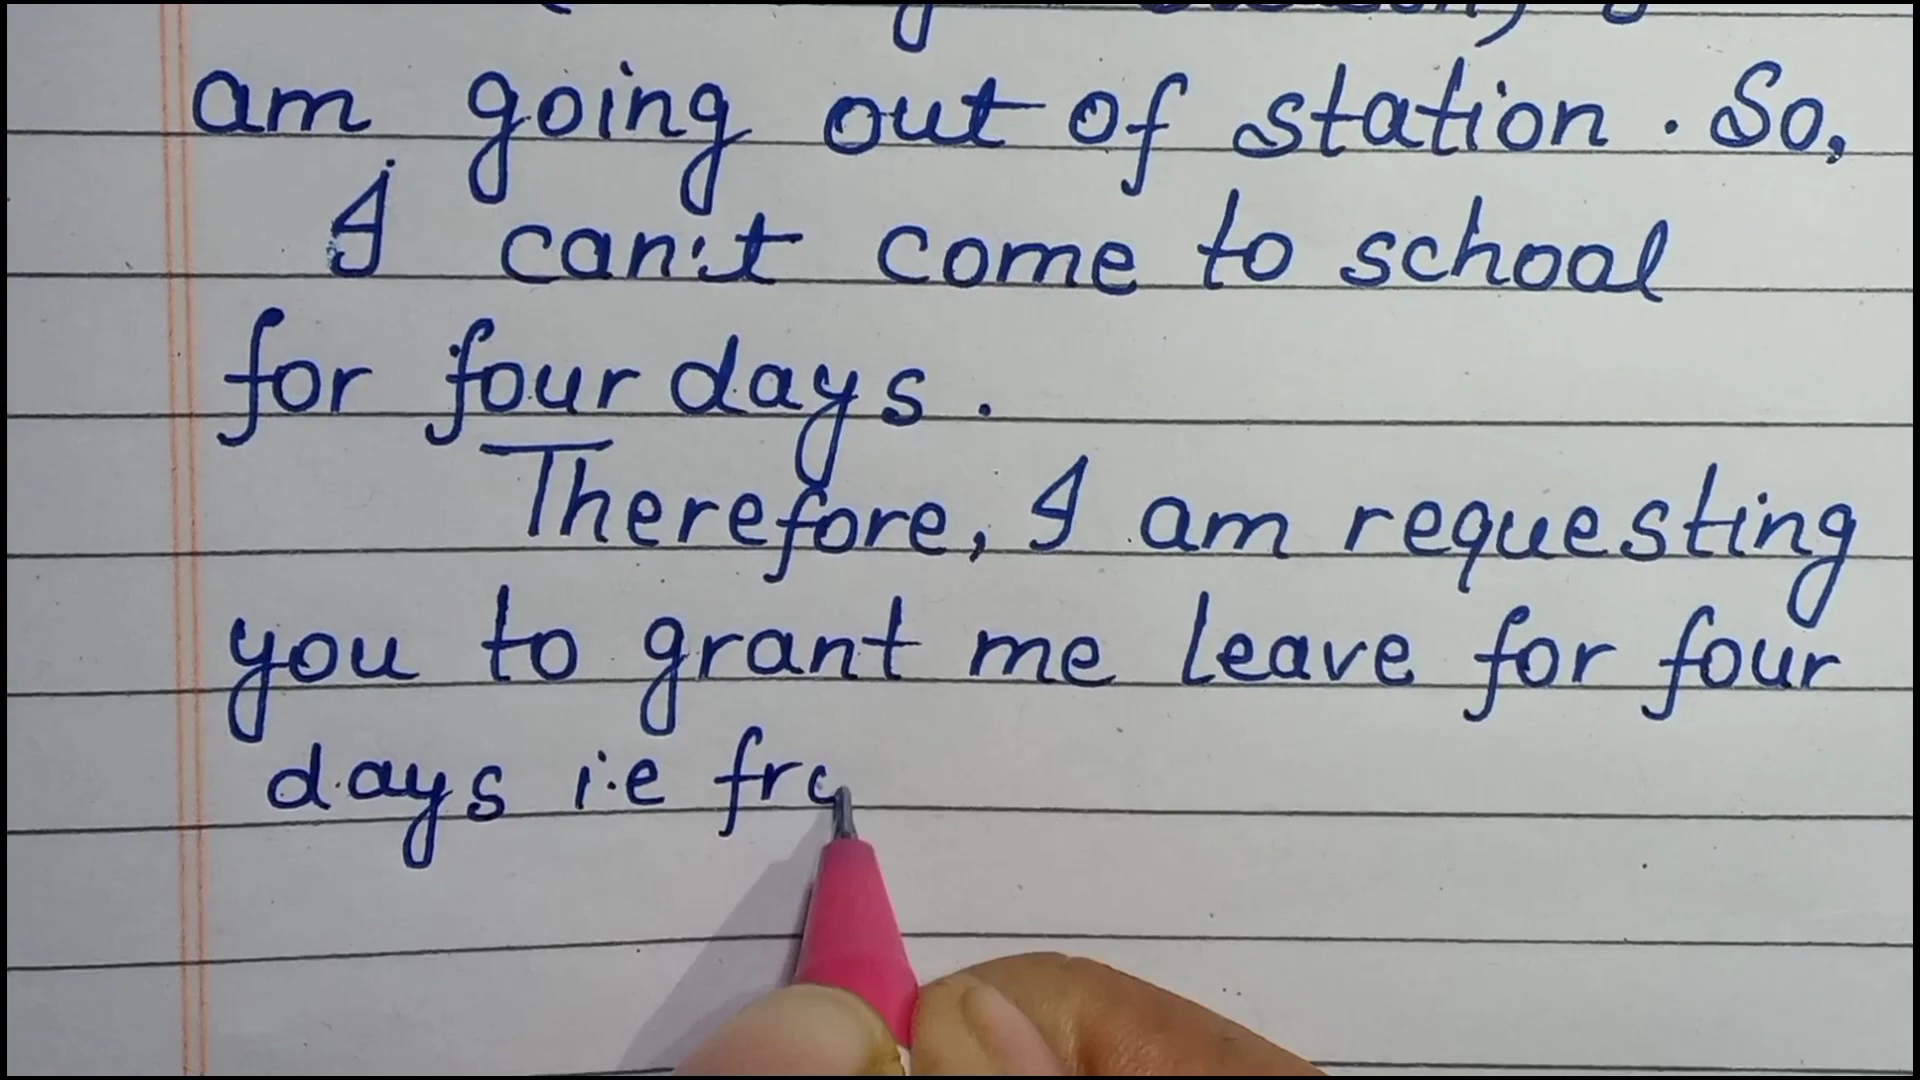 am going out of station. So,
I can't come to school
for four days.
Therefore, I am requesting
you to grant me leave for four
days i.e